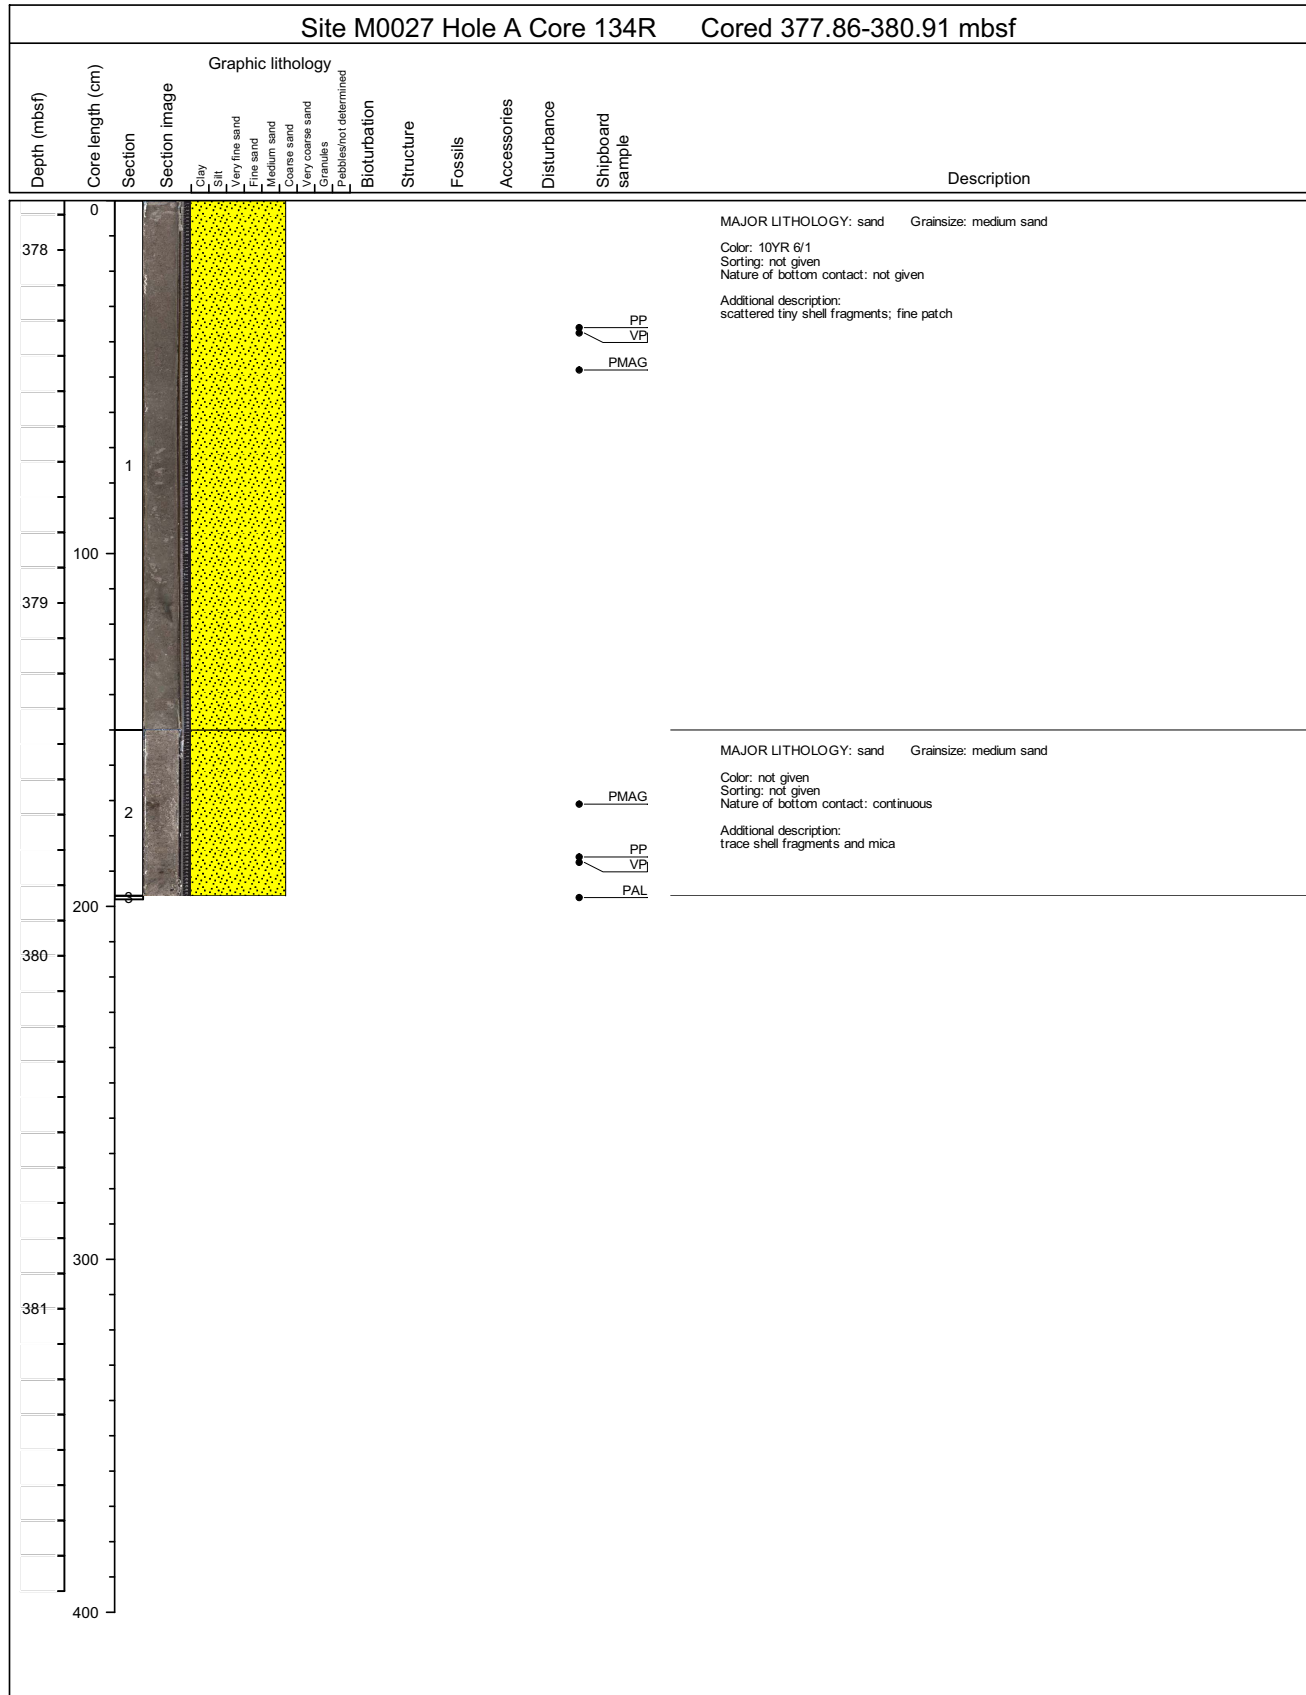 Site M0027 Hole A Core 134R Cored 377.86-380.91 mbsf
Graphic lithology
Depth (mbsf)
Core length (cm)
Section
Section image
Clay
Silt
Very fine sand
Fine sand
Medium sand
Coarse sand
Very coarse sand
Granules
Pebbles/not determined
Bioturbation
Structure
Fossils
Accessories
Disturbance
Shipboard
sample
Description
0
MAJOR LITHOLOGY: sand Grainsize: medium sand
378
Color: 10YR 6/1
Sorting: not given
Nature of bottom contact: not given
Additional description:
scattered tiny shell fragments; fine patch
PP
VP
PMAG
1
100
379
MAJOR LITHOLOGY: sand Grainsize: medium sand
Color: not given
Sorting: not given
Nature of bottom contact: continuous
PMAG
2
Additional description:
trace shell fragments and mica
PP
VP
PAL
3
200
380
300
381
400